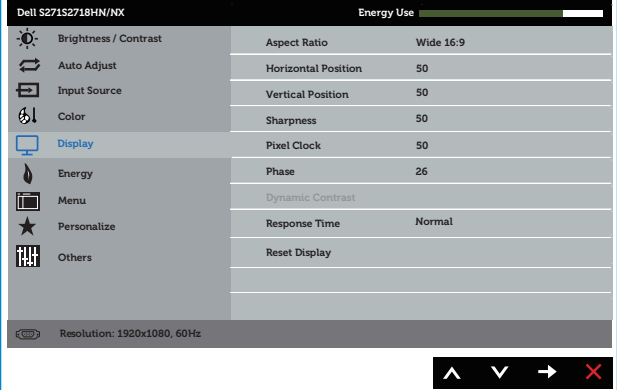 Dell S271S2718HN/NX Energy Use
Brightness / Contrast
Auto Adjust
Input Source
Color
Display
Energy
Menu
Personalize
Others
Aspect Ratio Wide 16:9
Horizontal Position 50
Vertical Position 50
Sharpness 50
Pixel Clock 50
Phase 26
Dynamic Contrast
Response Time Normal
Reset Display
Resolution: 1920x1080, 60Hz